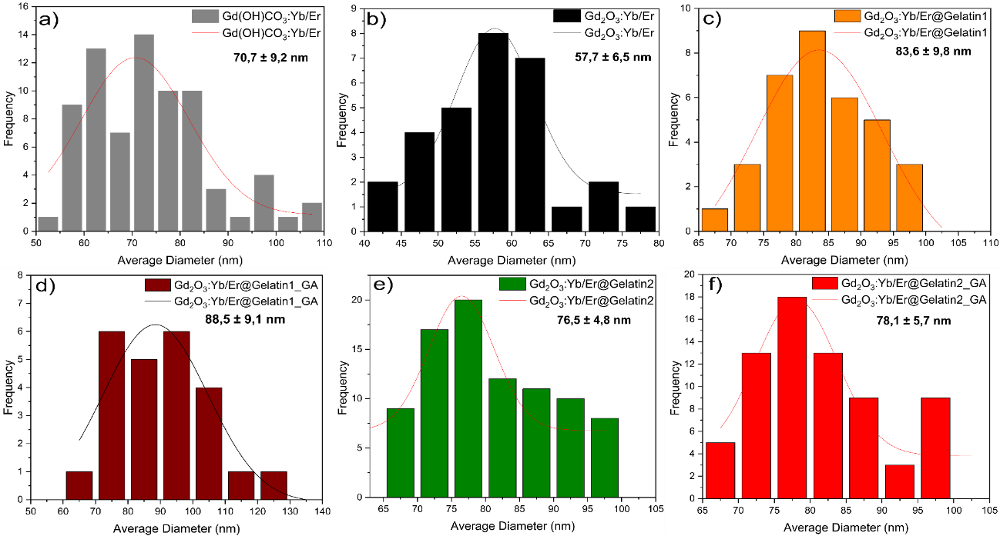 a)
Gd(OH)CO3:Yb/Er
Gd(OH)CO3:Yb/Er
70,7 ± 9,2 nm
Frequency
16
14
12
10
8
6
4
2
0
50 60 70 80 90 100 110
Average Diameter (nm)
b)
Gd2O3:Yb/Er
Gd2O3:Yb/Er
57,7 ± 6,5 nm
Frequency
9
8
7
6
5
4
3
2
1
0
40 45 50 55 60 65 70 75 80
Average Diameter (nm)
c)
Gd2O3:Yb/Er@Gelatin1
Gd2O3:Yb/Er@Gelatin1
83,6 ± 9,8 nm
Frequency
10
8
6
4
2
0
65 70 75 80 85 90 95 100 105 110
Average Diameter (nm)
d)
Gd2O3:Yb/Er@Gelatin1_GA
Gd2O3:Yb/Er@Gelatin1_GA
88,5 ± 9,1 nm
Frequency
8
7
6
5
4
3
2
1
0
50 60 70 80 90 100 110 120 130 140
Average Diameter (nm)
e)
Gd2O3:Yb/Er@Gelatin2
Gd2O3:Yb/Er@Gelatin2
76,5 ± 4,8 nm
Frequency
20
15
10
5
0
65 70 75 80 85 90 95 100 105
Average Diameter (nm)
f)
Gd2O3:Yb/Er@Gelatin2_GA
Gd2O3:Yb/Er@Gelatin2_GA
78,1 ± 5,7 nm
Frequency
20
18
16
14
12
10
8
6
4
2
0
65 70 75 80 85 90 95 100 105
Average Diameter (nm)